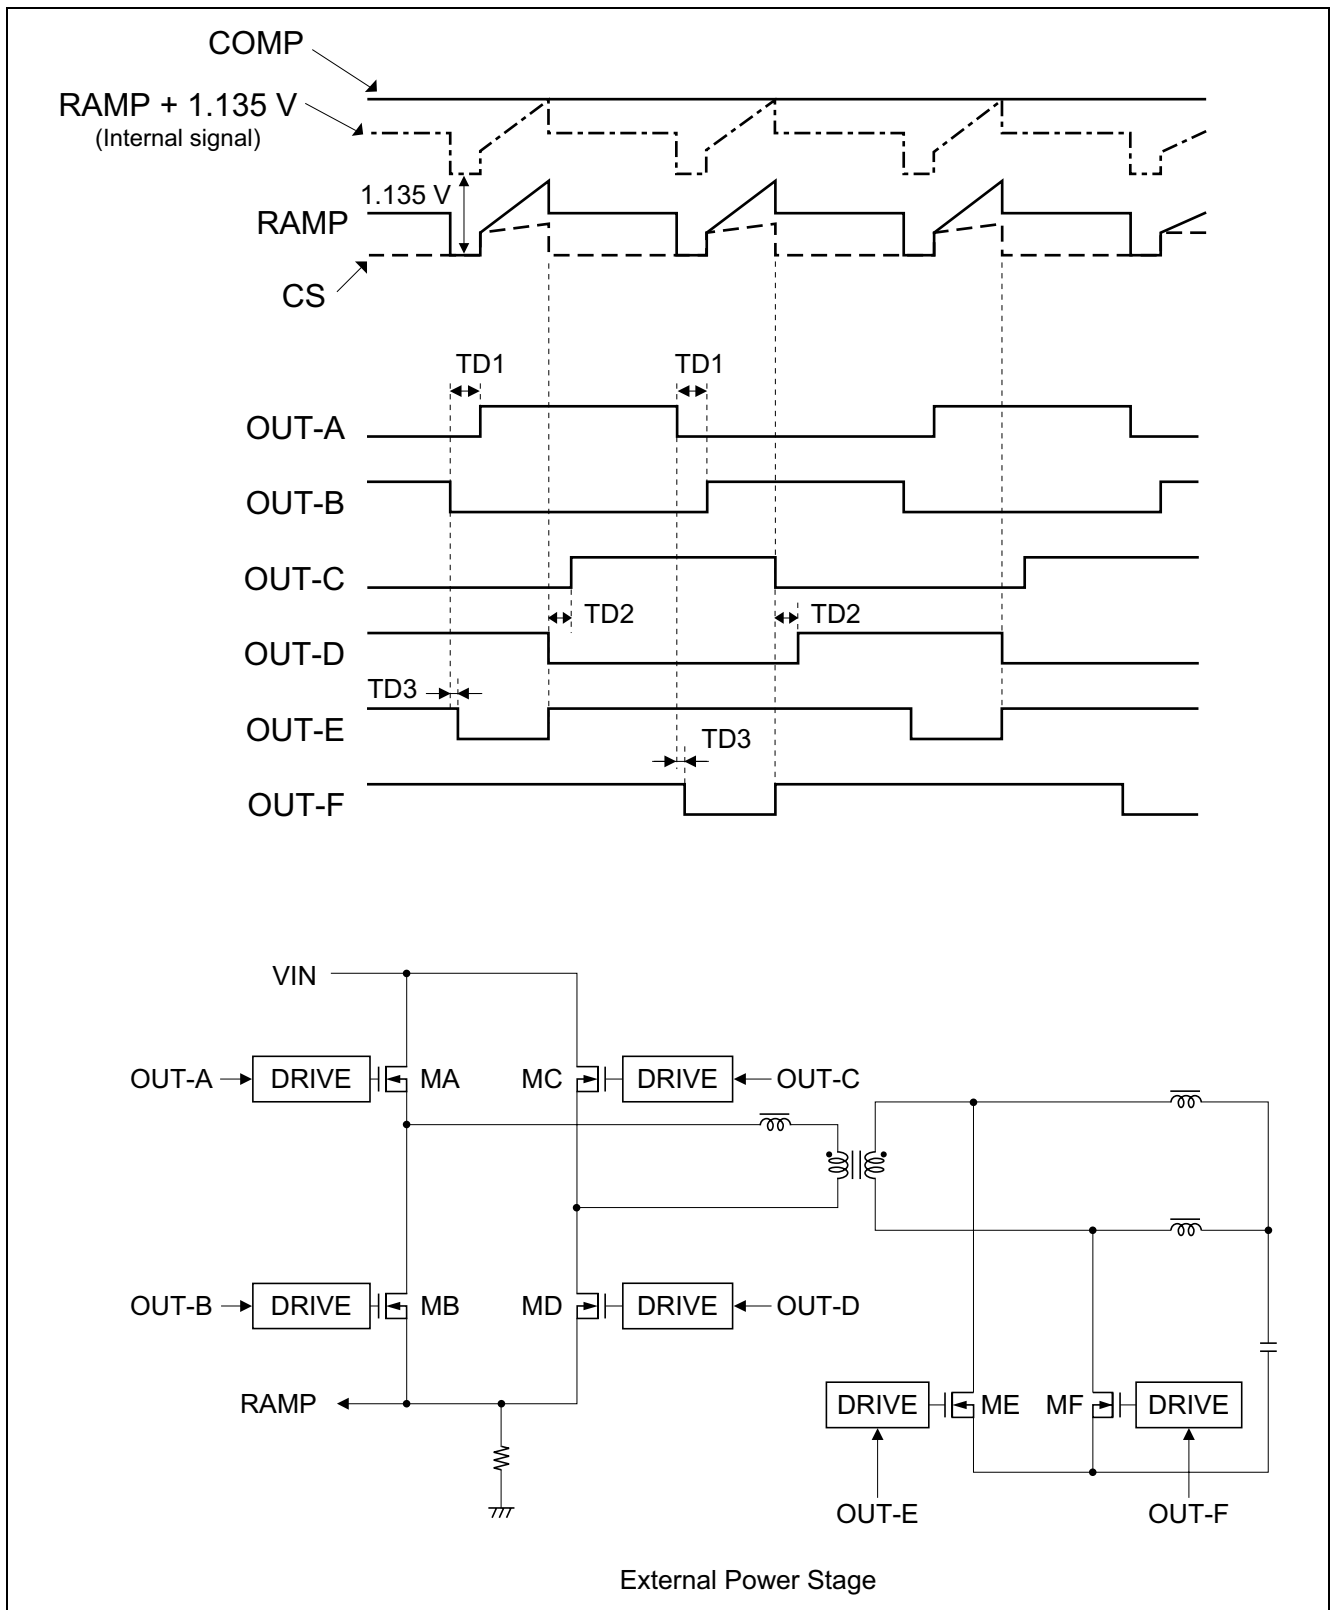 COMP
RAMP + 1.135 V
(Internal signal)
1.135 V
RAMP
CS
TD1 TD1
OUT-A
OUT-B
OUT-C
TD2 TD2
OUT-D
TD3
OUT-E
TD3
OUT-F
VIN
OUT-A DRIVE MA MC DRIVE OUT-C
OUT-B DRIVE MB MD DRIVE OUT-D
RAMP DRIVE ME MF DRIVE
OUT-E OUT-F
External Power Stage